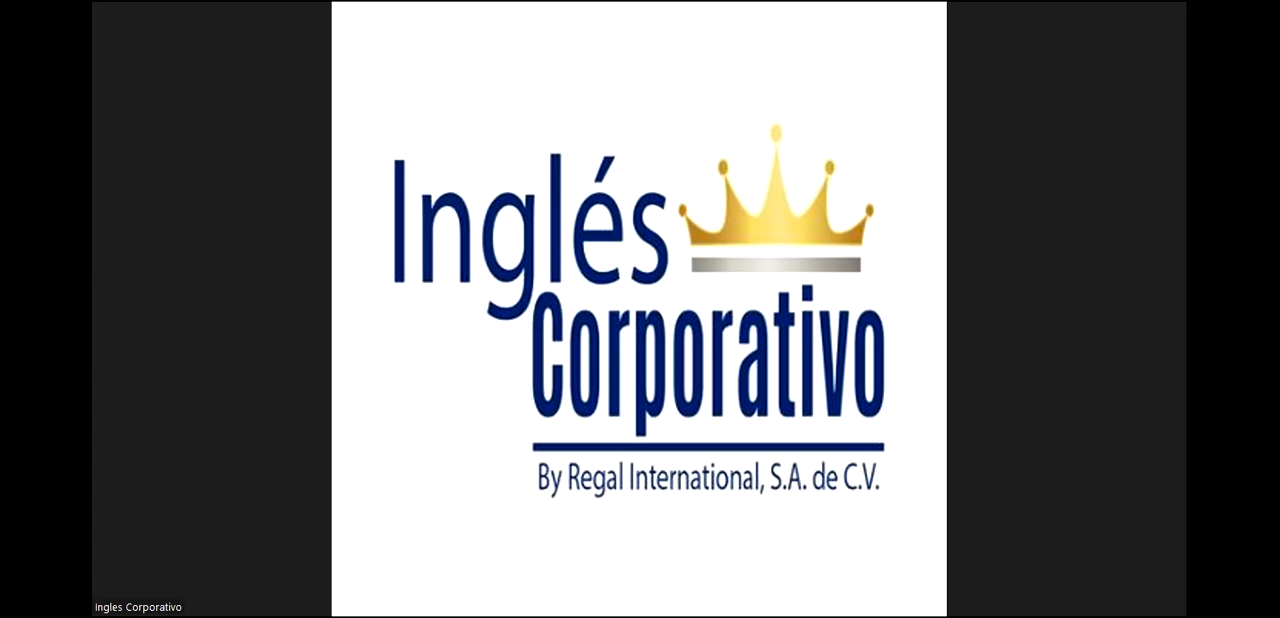 Inglés
Corporativo
By Regal International, S.A. de C.V.
Ingles Corporativo